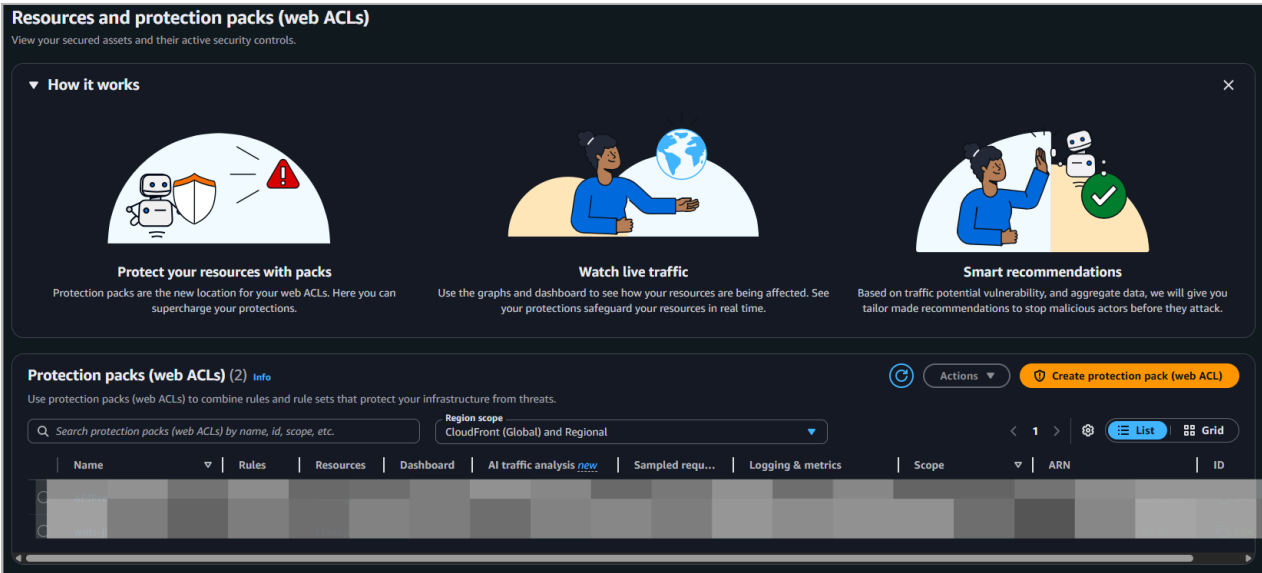 Resources and protection packs (web ACLs)
View your secured assets and their active security controls.
How it works
Protect your resources with packs
Protection packs are the new location for your web ACLs. Here you can
supercharge your protections.
Watch live traffic
Use the graphs and dashboard to see how your resources are being affected. See
your protections safeguard your resources in real time.
Smart recommendations
Based on traffic potential vulnerability, and aggregate data, we will give you
tailor made recommendations to stop malicious actors before they attack.
Protection packs (web ACLs) (2) Info
Actions
Create protection pack (web ACL)
Use protection packs (web ACLs) to combine rules and rule sets that protect your infrastructure from threats.
Search protection packs (web ACLs) by name, id, scope, etc.
Region scope
CloudFront (Global) and Regional
1
List
Grid
Name Rules Resources Dashboard AI traffic analysis new Sampled requ... Logging & metrics Scope ARN ID